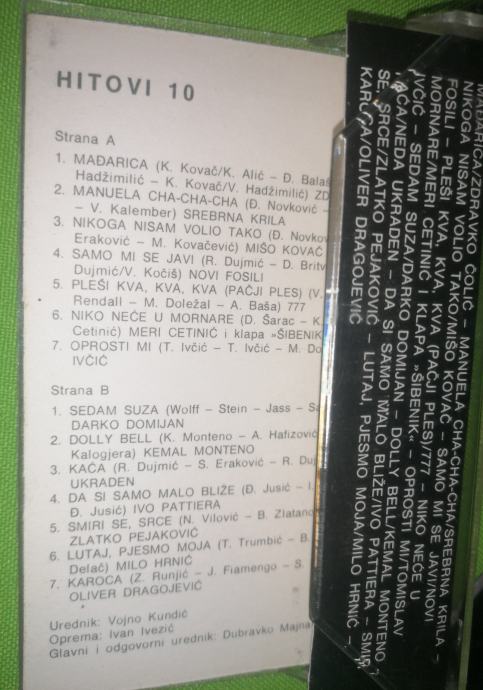 HITOVI 10
Strana A
1. MAĐARICA (K. Kovač/K. Alić – Đ. Balaš
Hadžimilić – K. Kovač/V. Hadžimilić) ZD
2. MANUELA CHA-CHA-CHA (Đ. Novković –
– V. Kalember) SREBRNA KRILA
3. NIKOGA NISAM VOLIO TAKO (Đ. Novkov
Eraković – M. Kovačević) MIŠO KOVAČ
4. SAMO MI SE JAVI (R. Dujmić – D. Britv
Dujmić/V. Kočiš) NOVI FOSILI
5. PLEŠI KVA, KVA, KVA (PAČJI PLES) (V.
Rendall – M. Doležal – A. Baša) 777
6. NIKO NEĆE U MORNARE (D. Šarac – K.
Cetinić) MERI CETINIĆ i klapa »ŠIBENIK
7. OPROSTI MI (T. Ivčić – T. Ivčić – M. Do
IVČIĆ
Strana B
1. SEDAM SUZA (Wolff – Stein – Jass – Sa
DARKO DOMIJAN
2. DOLLY BELL (K. Monteno – A. Hafizović
Kalogjera) KEMAL MONTENO
3. KAĆA (R. Dujmić – S. Eraković – R. Duj
UKRADEN
4. DA SI SAMO MALO BLIŽE (Đ. Jusić – I.
Đ. Jusić) IVO PATTIERA
5. SMIRI SE, SRCE (N. Vilović – B. Zlatano
ZLATKO PEJAKOVIĆ
6. LUTAJ, PJESMO MOJA (T. Trumbić – B.
Delač) MILO HRNIĆ
7. KAROCA (Z. Runjić – J. Fiamengo – S.
OLIVER DRAGOJEVIĆ
Urednik: Vojno Kundić
Oprema: Ivan Ivezić
Glavni i odgovorni urednik: Dubravko Majna
MAĐARICA/ZDRAVKO ČOLIĆ – MANUELA CHA-CHA-CHA/SREBRNA KRILA –
NIKOGA NISAM VOLIO TAKO/MIŠO KOVAČ – SAMO MI SE JAVI/NOVI
FOSILI – PLEŠI KVA, KVA, KVA (PAČJI PLES)/777 – NIKO NEĆE U
MORNARE/MERI CETINIĆ I KLAPA »ŠIBENIK« – OPROSTI MI/TOMISLAV
IVČIĆ – SEDAM SUZA/DARKO DOMIJAN – DOLLY BELL/KEMAL MONTENO
KAĆA/NEDA UKRADEN – DA SI SAMO MALO BLIŽE/IVO PATTIERA – SMIRI
SE, SRCE/ZLATKO PEJAKOVIĆ – LUTAJ, PJESMO MOJA/MILO HRNIĆ –
KAROCA/OLIVER DRAGOJEVIĆ